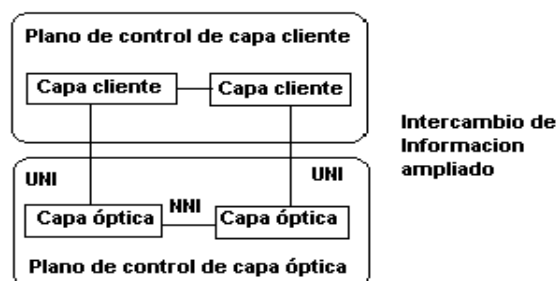 Plano de control de capa cliente
Capa cliente
Capa cliente
Intercambio de
Informacion
ampliado
UNI
UNI
NNI
Capa óptica
Capa óptica
Plano de control de capa óptica